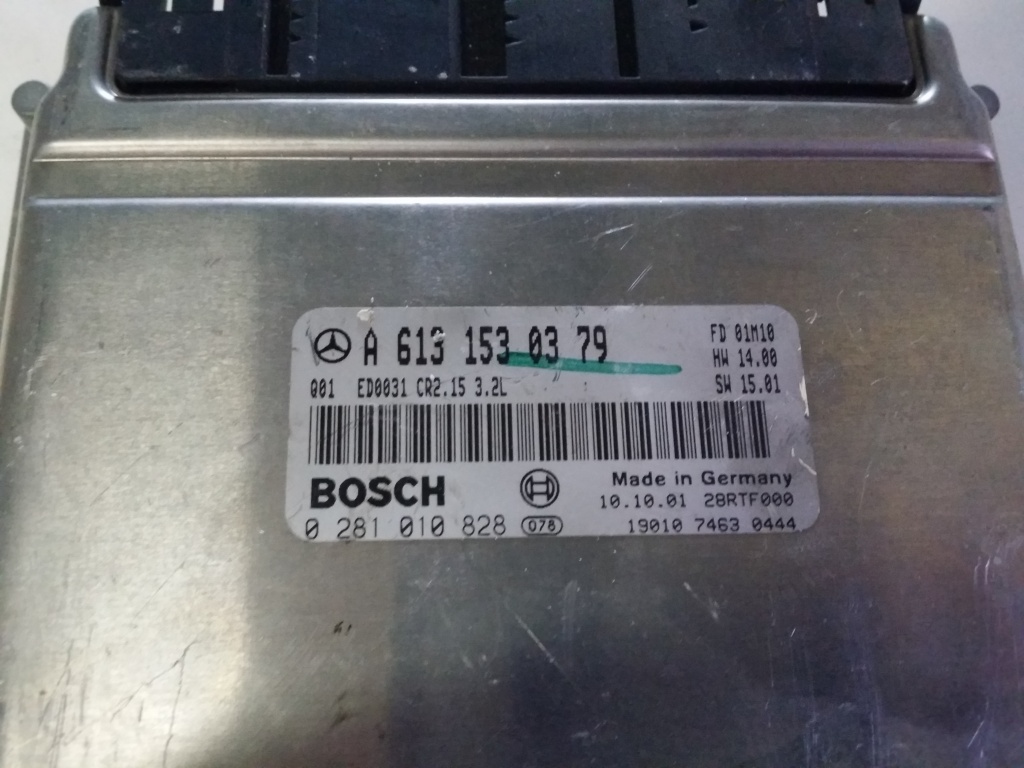 A 613 153 03 79
FD 01M10
HW 14.00
Q01 ED0031 CR2.15 3.2L
SW 15.01
BOSCH
Made in Germany
10.10.01 28RTF000
0 281 010 828 078
19010 7463 0444